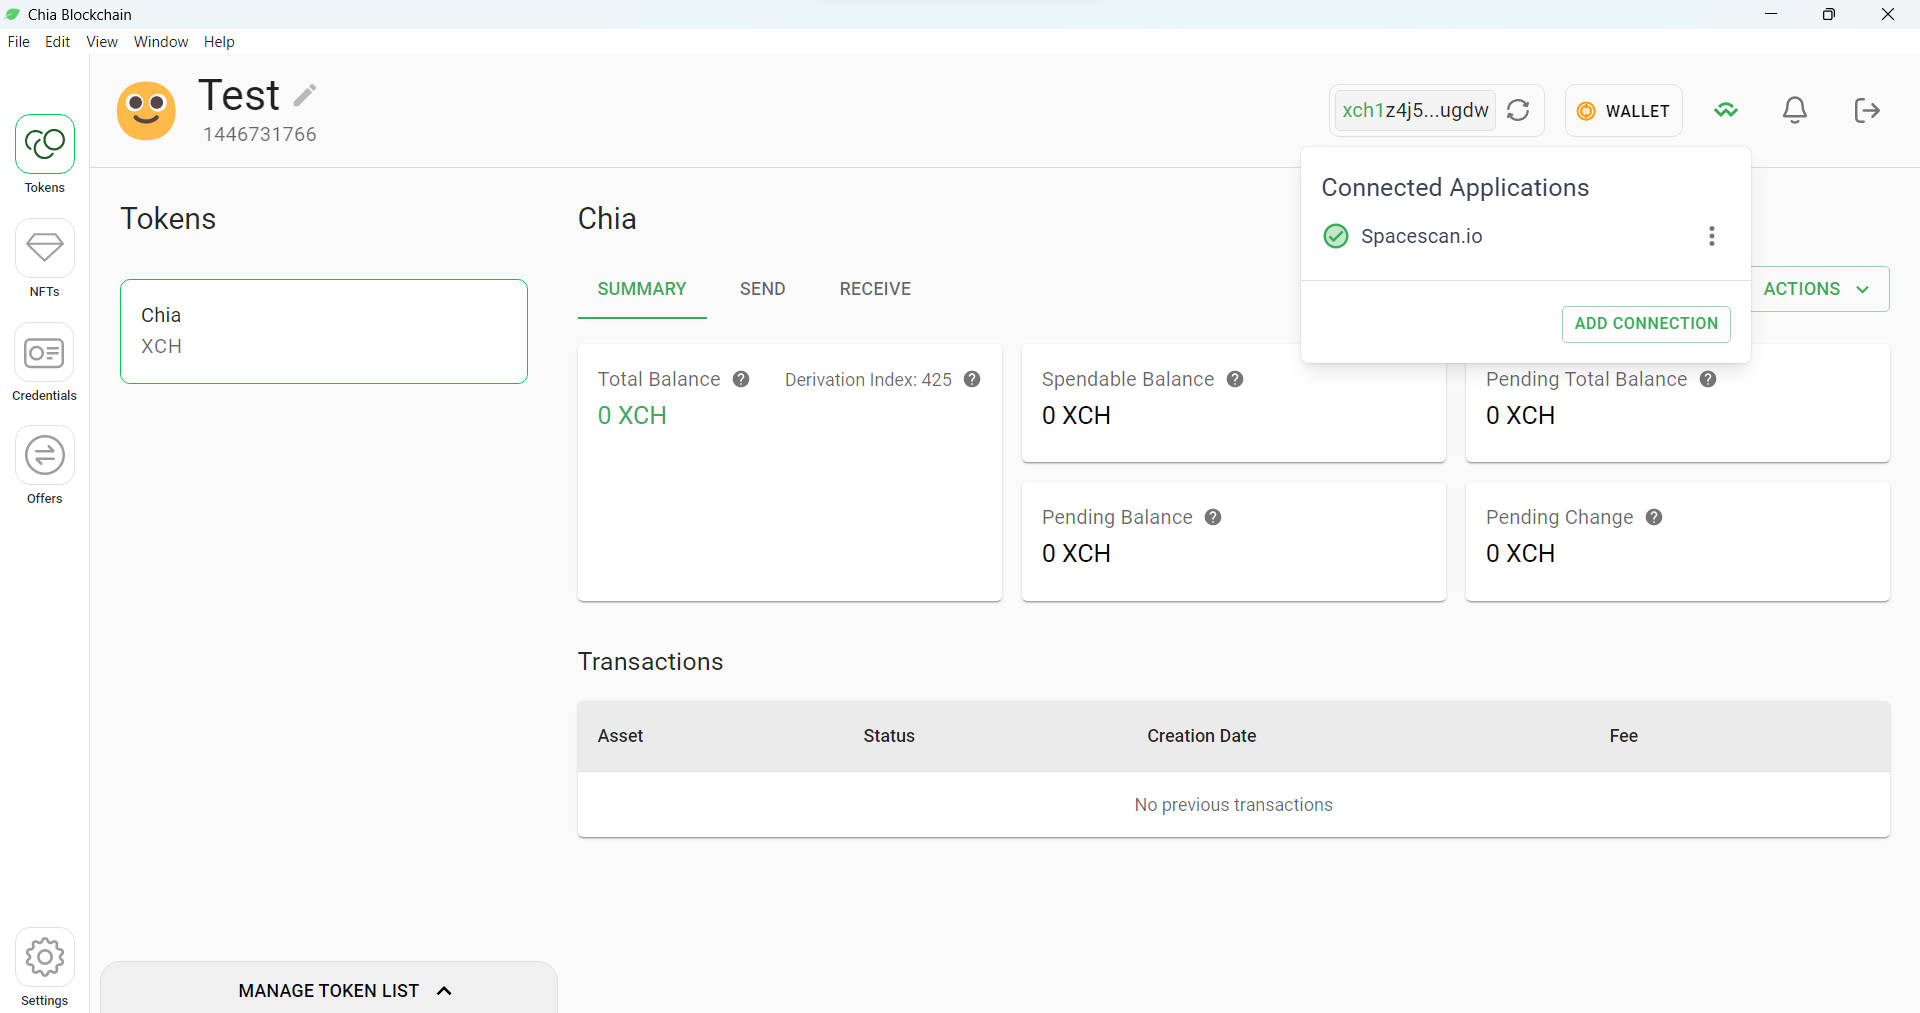 Chia Blockchain
File Edit View Window Help
Test
1446731766
xch1z4j5...ugdw
WALLET
Tokens
NFTs
Credentials
Offers
Settings
Tokens
Chia
XCH
MANAGE TOKEN LIST
Chia
SUMMARY SEND RECEIVE
ACTIONS
Connected Applications
Spacescan.io
ADD CONNECTION
Total Balance Derivation Index: 425
0 XCH
Spendable Balance
0 XCH
Pending Total Balance
0 XCH
Pending Balance
0 XCH
Pending Change
0 XCH
Transactions
Asset Status Creation Date Fee
No previous transactions